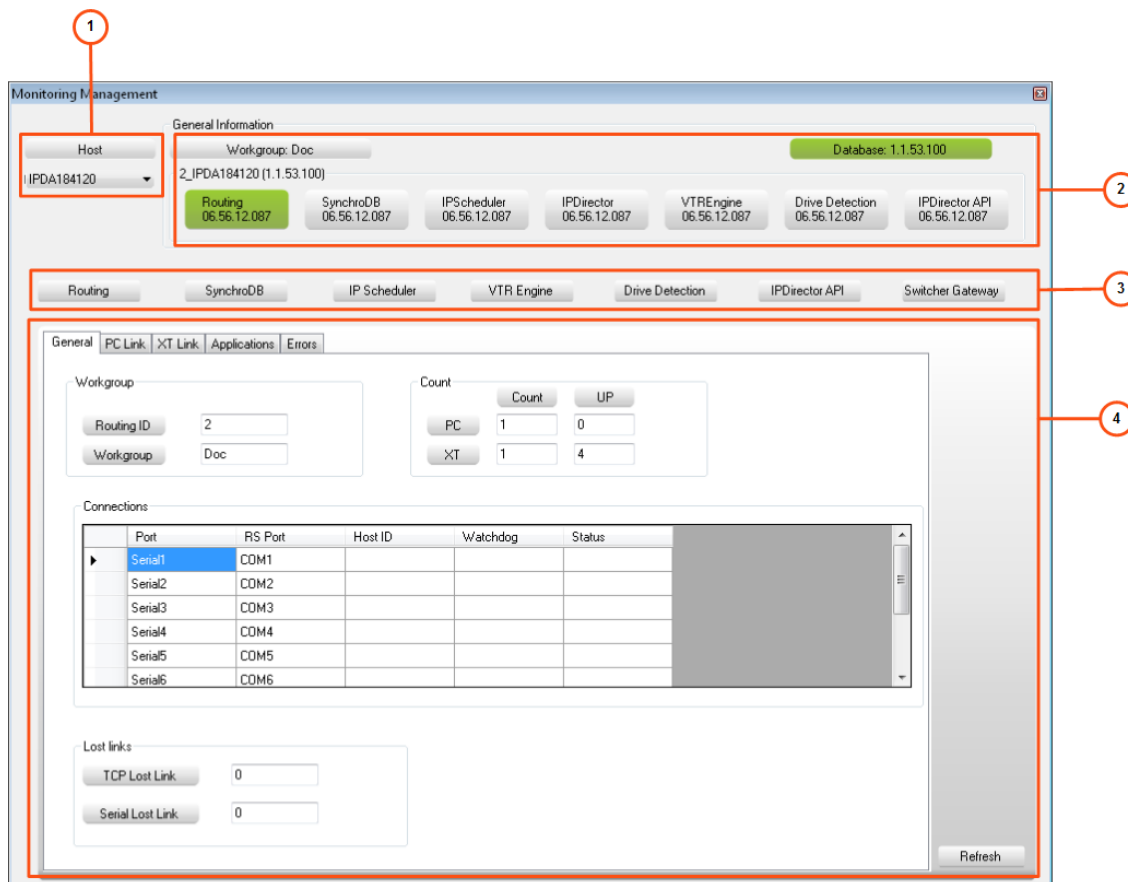 1
Monitoring Management
General Information
Host
Workgroup: Doc
Database: 1.1.53.100
IPDA184120
2_IPDA184120 (1.1.53.100)
Routing
06.56.12.087
SynchroDB
06.56.12.087
IPScheduler
06.56.12.087
IPDirector
06.56.12.087
VTREngine
06.56.12.087
Drive Detection
06.56.12.087
IPDirector API
06.56.12.087
2
Routing
SynchroDB
IP Scheduler
VTR Engine
Drive Detection
IPDirector API
Switcher Gateway
3
General
PC Link
XT Link
Applications
Errors
Workgroup
Routing ID
2
Workgroup
Doc
Count
Count
UP
PC
1
0
XT
1
4
4
Connections
Port RS Port Host ID Watchdog Status
Serial1 COM1
Serial2 COM2
Serial3 COM3
Serial4 COM4
Serial5 COM5
Serial6 COM6
Lost links
TCP Lost Link
0
Serial Lost Link
0
Refresh